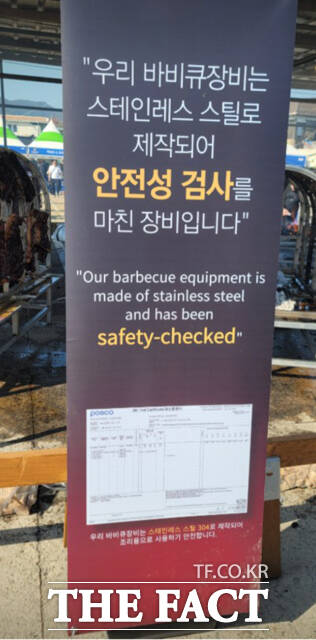 "우리 바비큐장비는
스테인레스 스틸로
제작되어
안전성 검사를
마친 장비입니다"
"Our barbecue equipment is
made of stainless steel
and has been
safety-checked"
posco
우리 바비큐장비는 스테인레스 스틸 304로 제작되어
조리용으로 사용하기 안전합니다.
TF.CO.KR
THE FACT